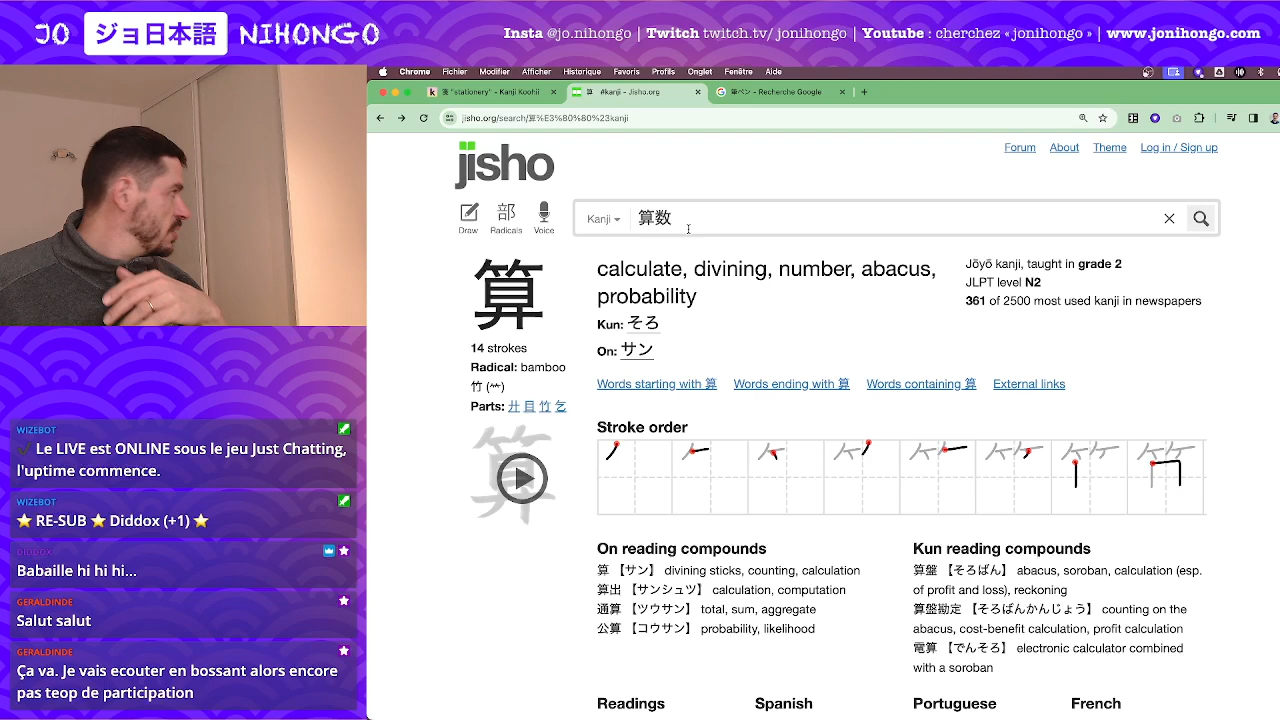 JO ジョ日本語 NIHONGO
Insta @jo.nihongo | Twitch twitch.tv/ jonihongo | Youtube : cherchez « jonihongo » | www.jonihongo.com
Chrome Fichier Modifier Afficher Historique Favoris Profils Onglet Fenêtre Aide
"stationery" - Kanji Koohii
算 #kanji - Jisho.org
筆ペン - Recherche Google
jisho.org/search/算%E3%80%80%23kanji
jisho
Forum About Theme Log in / Sign up
Draw Radicals Voice
部
Kanji 算数
算
14 strokes
Radical: bamboo
竹 (⺮)
Parts: 廾 目 竹 乞
calculate, divining, number, abacus,
probability
Kun: そろ
On: サン
Jōyō kanji, taught in grade 2
JLPT level N2
361 of 2500 most used kanji in newspapers
Words starting with 算 Words ending with 算 Words containing 算 External links
Stroke order
算
On reading compounds
算 【サン】 divining sticks, counting, calculation
算出 【サンシュツ】 calculation, computation
通算 【ツウサン】 total, sum, aggregate
公算 【コウサン】 probability, likelihood
Kun reading compounds
算盤 【そろばん】 abacus, soroban, calculation (esp.
of profit and loss), reckoning
算盤勘定 【そろばんかんじょう】 counting on the
abacus, cost-benefit calculation, profit calculation
電算 【でんそろ】 electronic calculator combined
with a soroban
Readings Spanish Portuguese French
WIZEBOT
Le LIVE est ONLINE sous le jeu Just Chatting,
l'uptime commence.
WIZEBOT
RE-SUB Diddox (+1)
DIDDOX
Babaille hi hi hi...
GERALDINDE
Salut salut
GERALDINDE
Ça va. Je vais ecouter en bossant alors encore
pas teop de participation